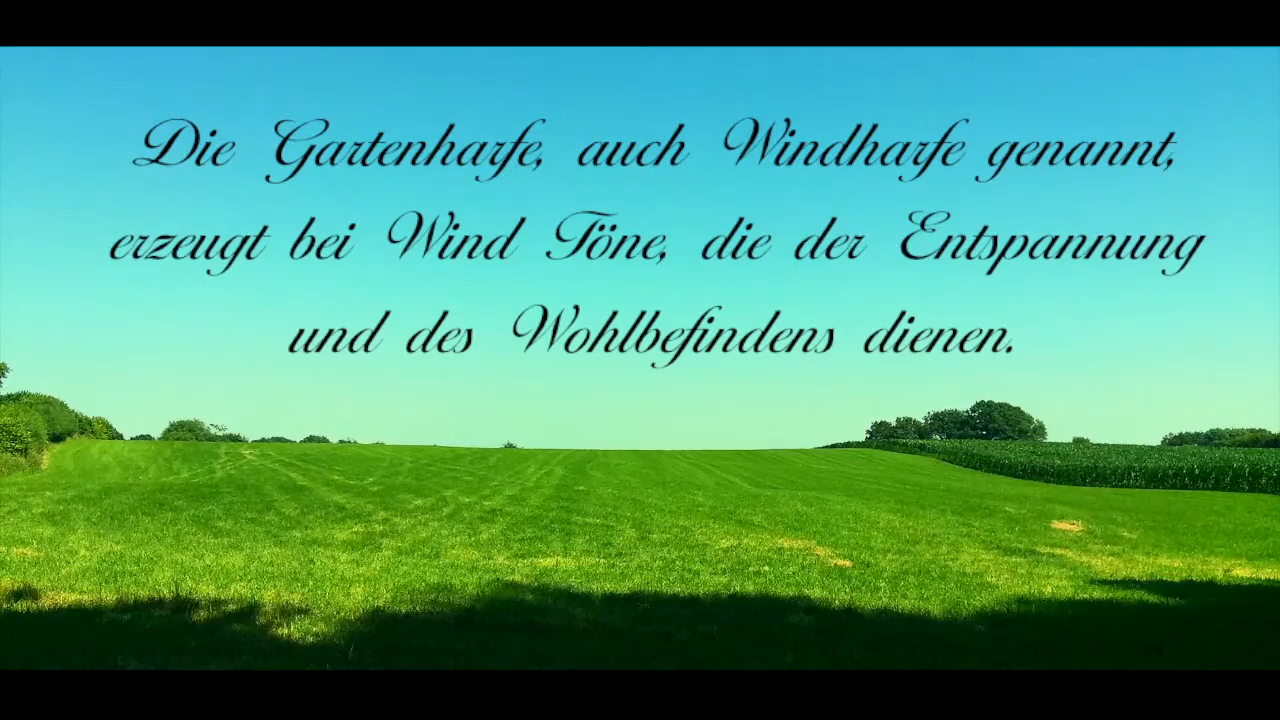 Die Gartenharfe, auch Windharfe genannt,
erzeugt bei Wind Töne, die der Entspannung
und des Wohlbefindens dienen.